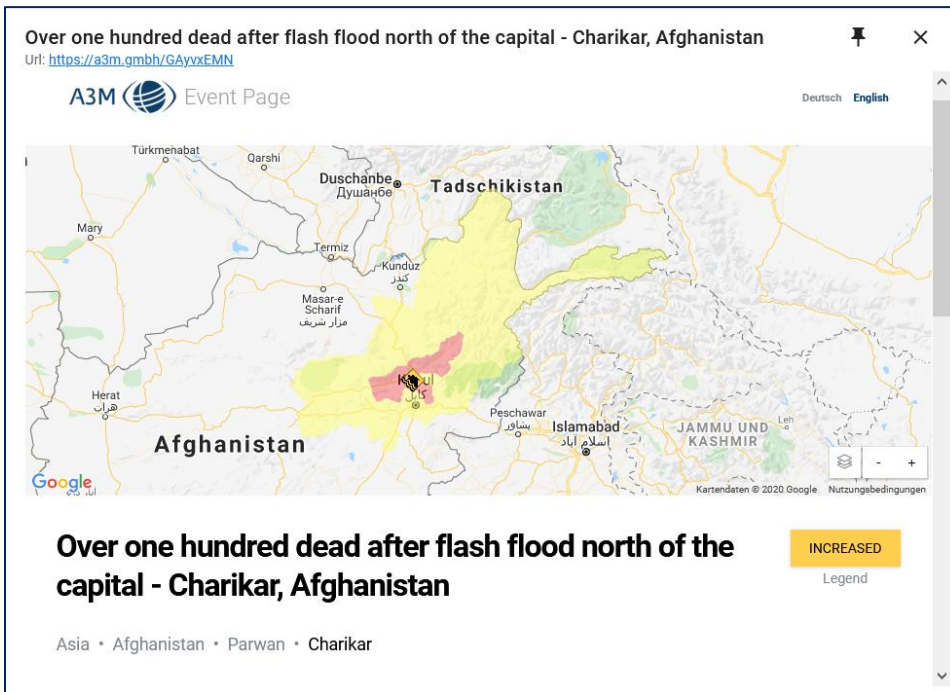 Over one hundred dead after flash flood north of the capital - Charikar, Afghanistan
Url: https://a3m.gmbh/GAyvxEMN
A3M Event Page
Deutsch English
Türkmenabat
Qarshi
Duschanbe
Душанбе
Tadschikistan
Mary
Termiz
Kunduz
كندز
Masar-e
Scharif
مزار شريف
Herat
هرات
کابل
Peschawar
پشاور
Islamabad
اسلام آباد
JAMMU UND
KASHMIR
Leh
Afghanistan
- +
Google
Kartendaten © 2020 Google Nutzungsbedingungen
Over one hundred dead after flash flood north of the
capital - Charikar, Afghanistan
INCREASED
Legend
Asia • Afghanistan • Parwan • Charikar